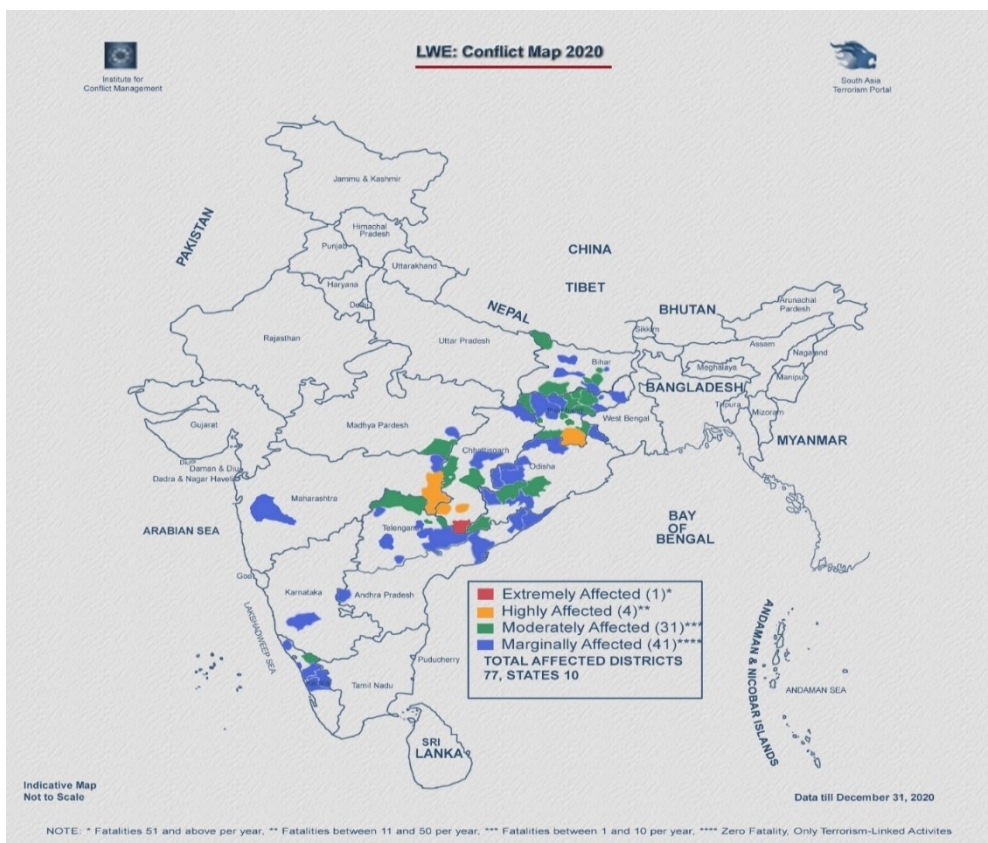 LWE: Conflict Map 2020
Institute for
Conflict Management
South Asia
Terrorism Portal
Jammu & Kashmir
PAKISTAN
Himachal
Pradesh
Punjab
CHINA
Uttarakhand
Haryana
TIBET
Delhi
NEPAL
BHUTAN
Arunachal
Pardesh
Sikkim
Rajasthan
Uttar Pradesh
Assam
Nagaland
Bihar
Meghalaya
Manipur
BANGLADESH
Tripura
Mizoram
Gujarat
Madhya Pardesh
West Bengal
MYANMAR
Chhattisgarh
Odisha
Diu
Daman & Diu
Dadra & Nagar Haveli
Maharashtra
ARABIAN SEA
Telengana
BAY
OF
BENGAL
Goa
Karnataka
Andhra Pradesh
Extremely Affected (1)*
Highly Affected (4)**
Moderately Affected (31)***
Marginally Affected (41)****
TOTAL AFFECTED DISTRICTS
77, STATES 10
LAKSHADWEEP SEA
ANDAMAN & NICOBAR ISLANDS
Puducherry
Tamil Nadu
ANDAMAN SEA
SRI
LANKA
Indicative Map
Not to Scale
Data till December 31, 2020
NOTE: * Fatalities 51 and above per year, ** Fatalities between 11 and 50 per year, *** Fatalities between 1 and 10 per year, **** Zero Fatality, Only Terrorism-Linked Activites